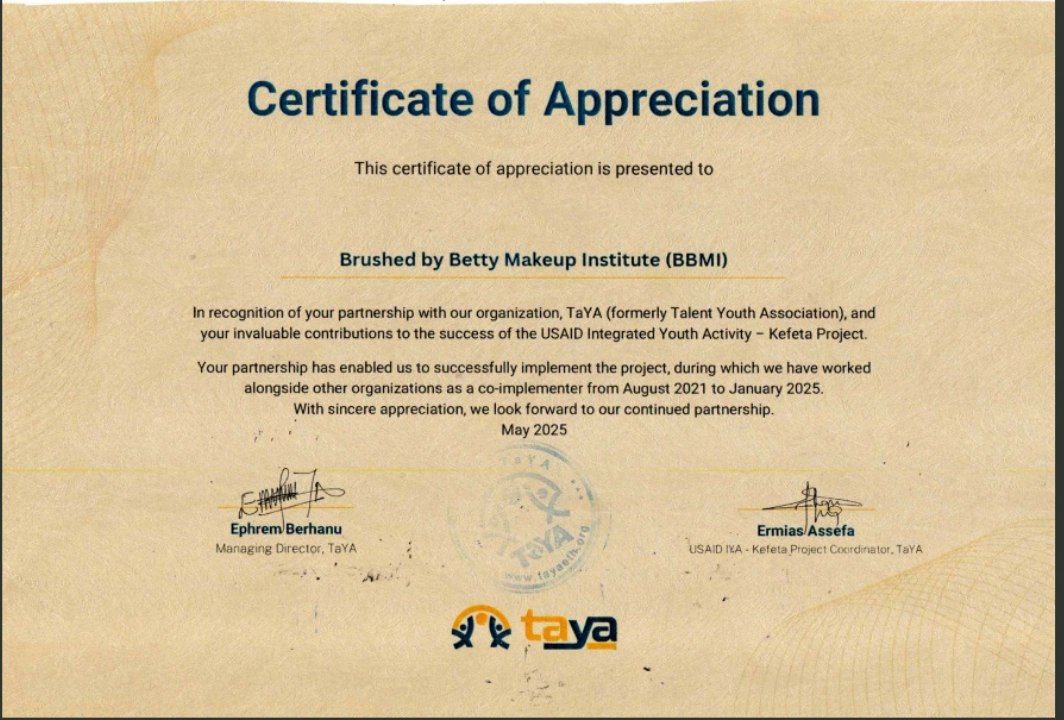 Certificate of Appreciation
This certificate of appreciation is presented to
Brushed by Betty Makeup Institute (BBMI)
In recognition of your partnership with our organization, TaYA (formerly Talent Youth Association), and
your invaluable contributions to the success of the USAID Integrated Youth Activity – Kefeta Project.
Your partnership has enabled us to successfully implement the project, during which we have worked
alongside other organizations as a co-implementer from August 2021 to January 2025.
With sincere appreciation, we look forward to our continued partnership.
May 2025
TaYA
TaYA
www.tayaeth.org
Ephrem Berhanu
Managing Director, TaYA
Ermias Assefa
USAID IYA - Kefeta Project Coordinator, TaYA
taya